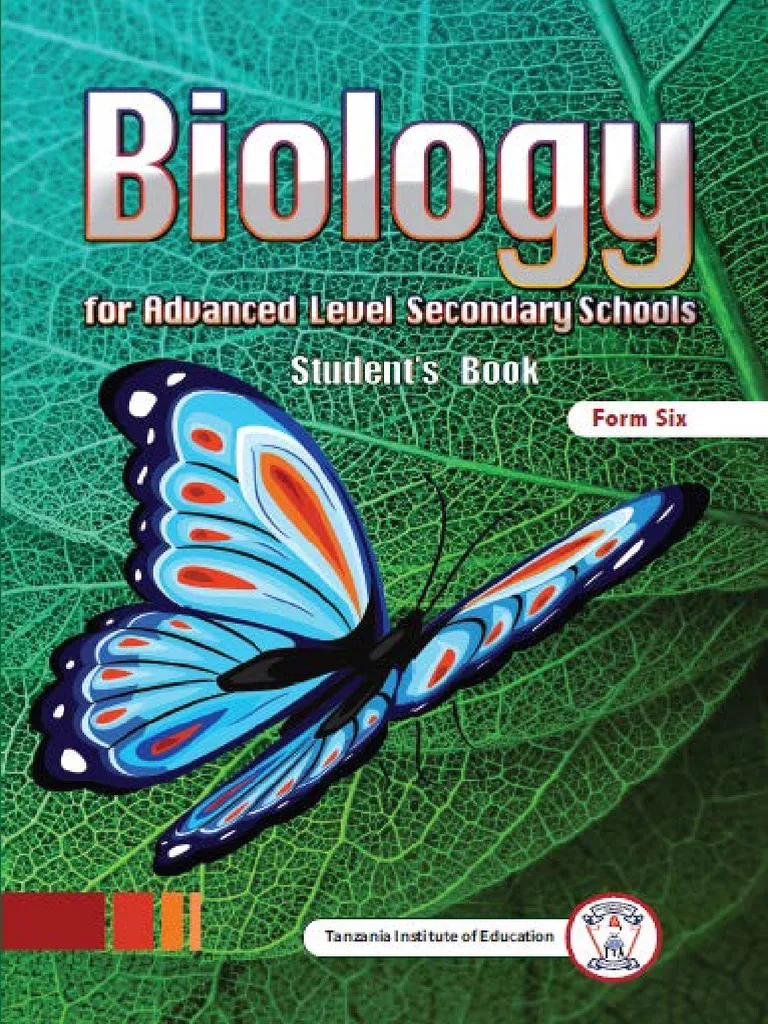 Biology
for Advanced Level Secondary Schools
Student's Book
Form Six
Tanzania Institute of Education